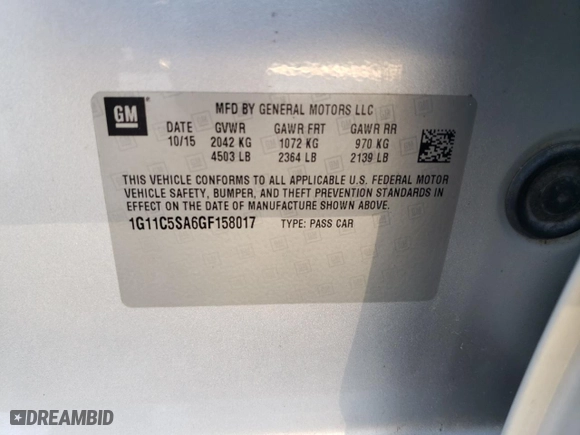 GM
MFD BY GENERAL MOTORS LLC
DATE GVWR GAWR FRT GAWR RR
10/15 2042 KG 1072 KG 970 KG
4503 LB 2364 LB 2139 LB
THIS VEHICLE CONFORMS TO ALL APPLICABLE U.S. FEDERAL MOTOR
VEHICLE SAFETY, BUMPER, AND THEFT PREVENTION STANDARDS IN
EFFECT ON THE DATE OF MANUFACTURE SHOWN ABOVE.
1G11C5SA6GF158017 TYPE: PASS CAR
DREAMBID